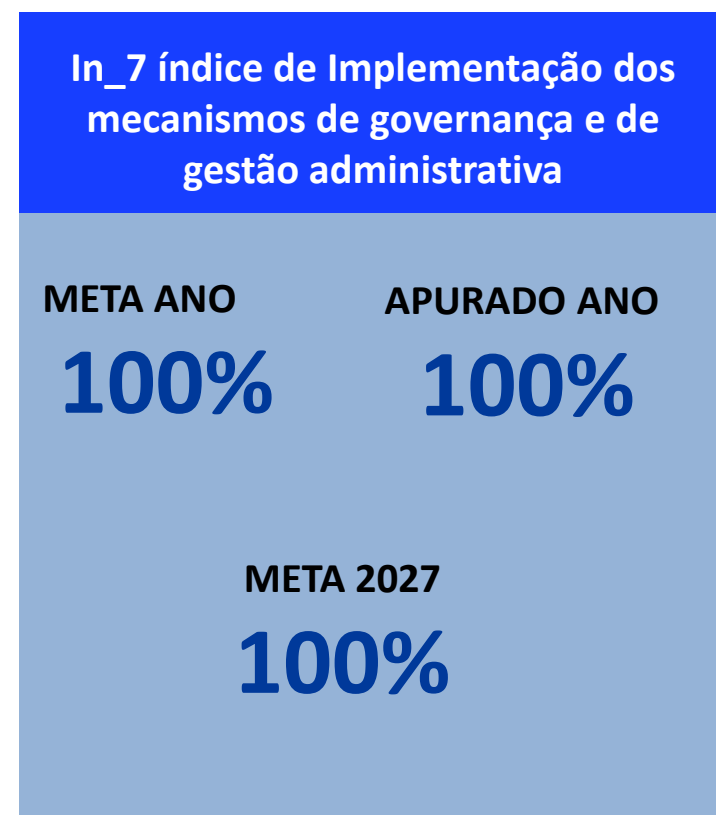 In_7 índice de Implementação dos
mecanismos de governança e de
gestão administrativa
META ANO
APURADO ANO
100%
100%
META 2027
100%